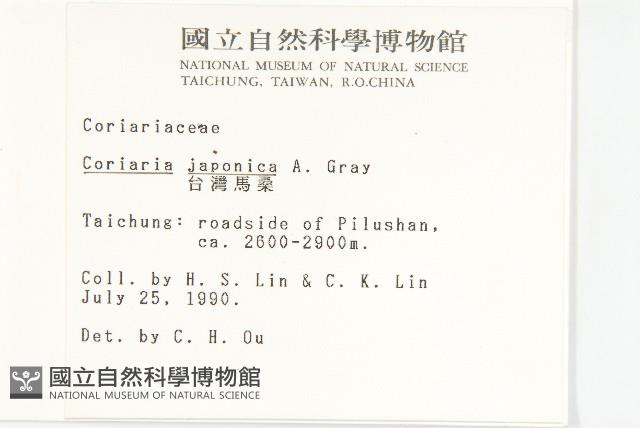 國立自然科學博物館
NATIONAL MUSEUM OF NATURAL SCIENCE
TAICHUNG, TAIWAN, R.O.CHINA
Coriariaceae
Coriaria japonica A. Gray
台灣馬桑
Taichung: roadside of Pilushan,
ca. 2600-2900m.
Coll. by H. S. Lin & C. K. Lin
July 25, 1990.
Det. by C. H. Ou
國立自然科學博物館
NATIONAL MUSEUM OF NATURAL SCIENCE